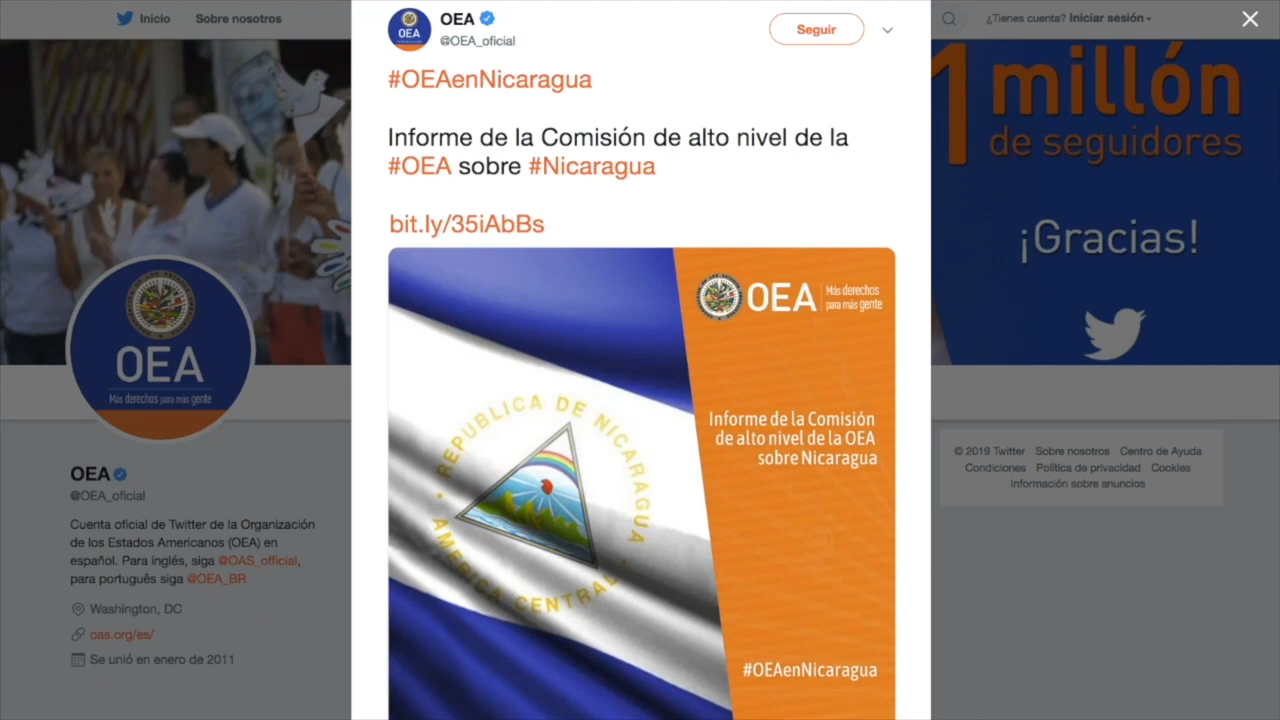 Inicio
Sobre nosotros
OEA
OEA
@OEA_oficial
Seguir
¿Tienes cuenta? Iniciar sesión
#OEAenNicaragua
Informe de la Comisión de alto nivel de la
#OEA sobre #Nicaragua
bit.ly/35iAbBs
OEA
Más derechos
para más gente
REPUBLICA DE NICARAGUA
AMERICA CENTRAL
Informe de la Comisión
de alto nivel de la OEA
sobre Nicaragua
#OEAenNicaragua
1 millón
de seguidores
¡Gracias!
OEA
Más derechos para más gente
OEA
@OEA_oficial
Cuenta oficial de Twitter de la Organización
de los Estados Americanos (OEA) en
español. Para inglés, siga @OAS_official,
para português siga @OEA_BR
Washington, DC
oas.org/es/
Se unió en enero de 2011
© 2019 Twitter Sobre nosotros Centro de Ayuda
Condiciones Política de privacidad Cookies
Información sobre anuncios